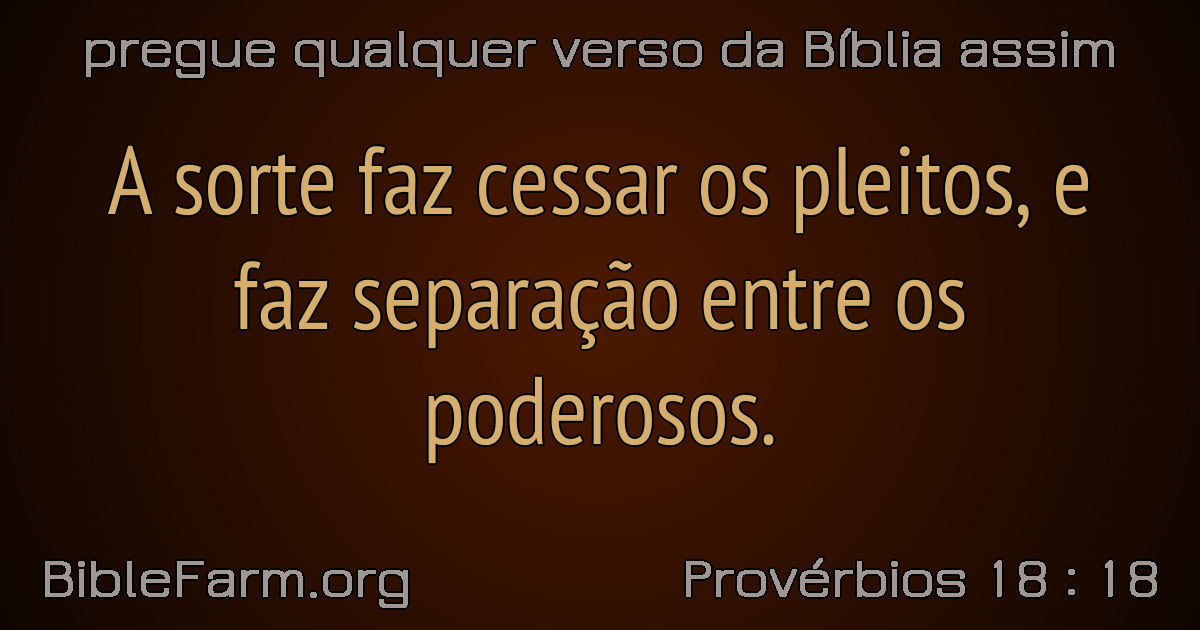 pregue qualquer verso da Bíblia assim
A sorte faz cessar os pleitos, e
faz separação entre os
poderosos.
BibleFarm.org
Provérbios 18 : 18